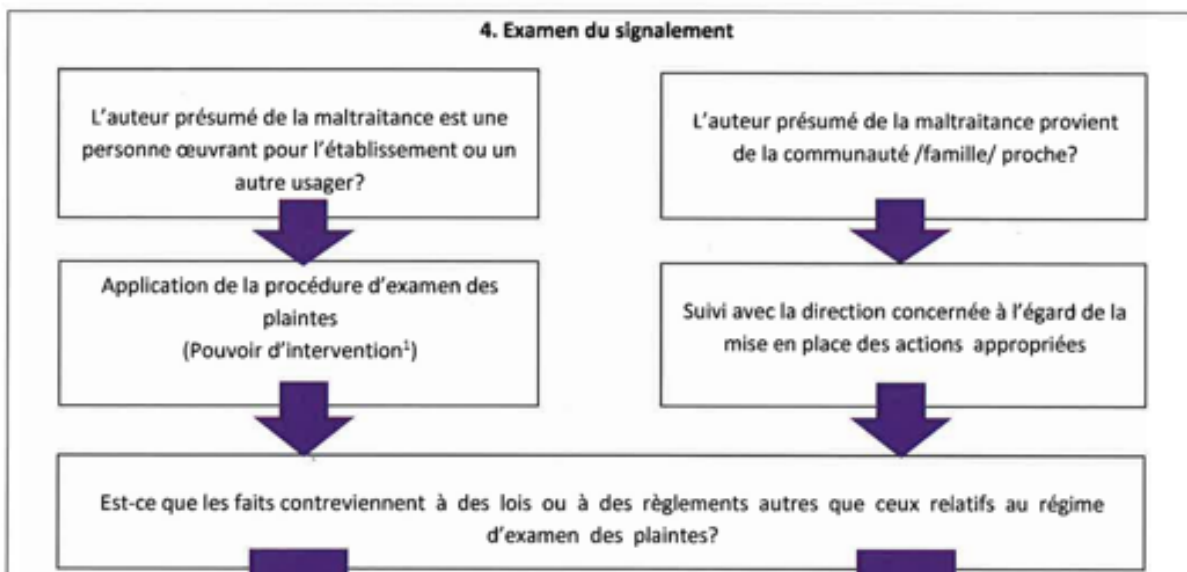 4. Examen du signalement
L'auteur présumé de la maltraitance est une
personne œuvrant pour l'établissement ou un
autre usager?
L'auteur présumé de la maltraitance provient
de la communauté /famille/ proche?
Application de la procédure d'examen des
plaintes
(Pouvoir d'intervention¹)
Suivi avec la direction concernée à l'égard de la
mise en place des actions appropriées
Est-ce que les faits contreviennent à des lois ou à des règlements autres que ceux relatifs au régime
d'examen des plaintes?